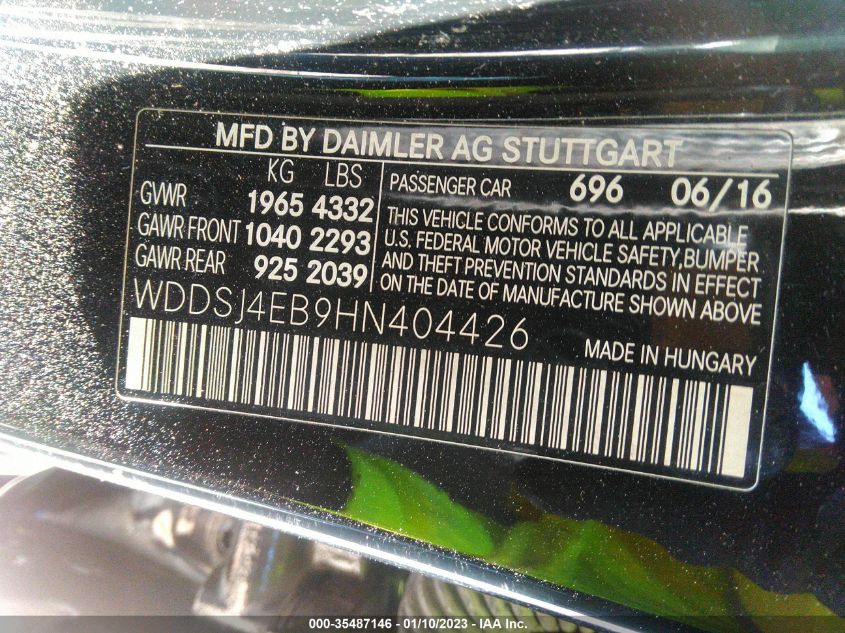 MFD BY DAIMLER AG STUTTGART
KG LBS
GVWR 1965 4332
GAWR FRONT 1040 2293
GAWR REAR 925 2039
PASSENGER CAR 696 06/16
THIS VEHICLE CONFORMS TO ALL APPLICABLE
U.S. FEDERAL MOTOR VEHICLE SAFETY,BUMPER
AND THEFT PREVENTION STANDARDS IN EFFECT
ON THE DATE OF MANUFACTURE SHOWN ABOVE
WDDSJ4EB9HN404426
MADE IN HUNGARY
000-35487146 — 01/10/2023 — IAA Inc.